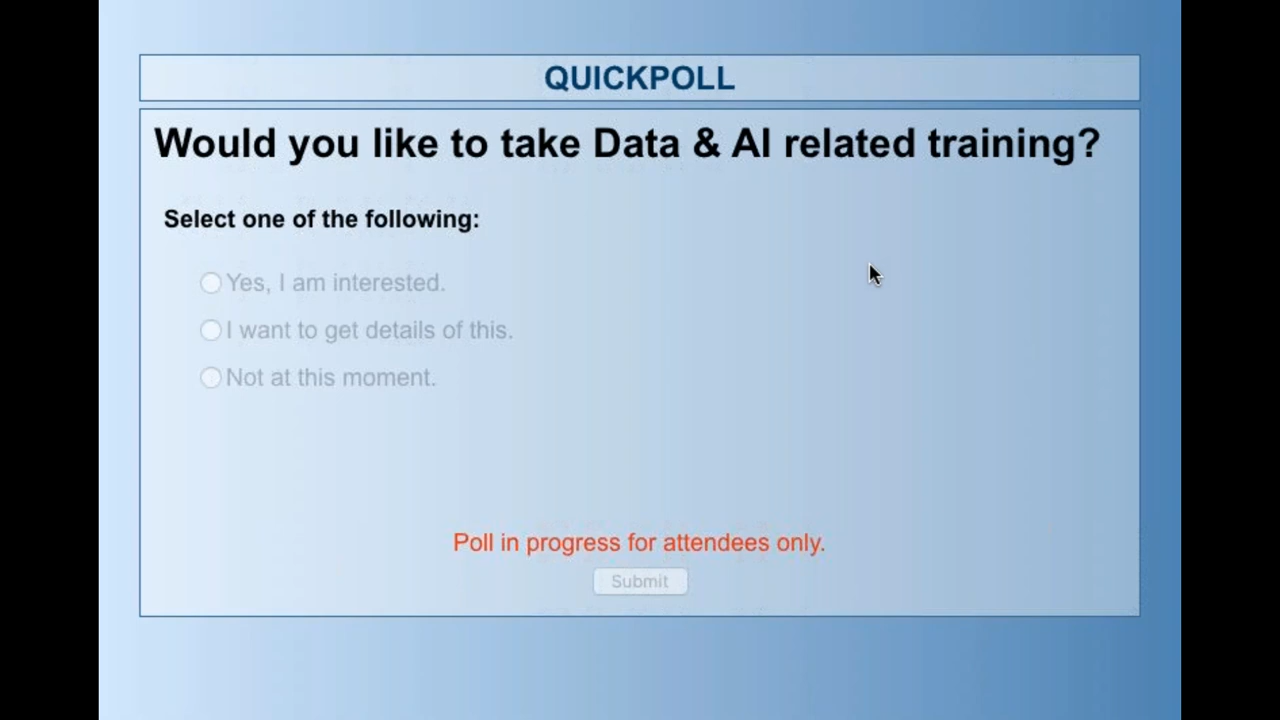 QUICKPOLL
Would you like to take Data & AI related training?
Select one of the following:
Yes, I am interested.
I want to get details of this.
Not at this moment.
Poll in progress for attendees only.
Submit